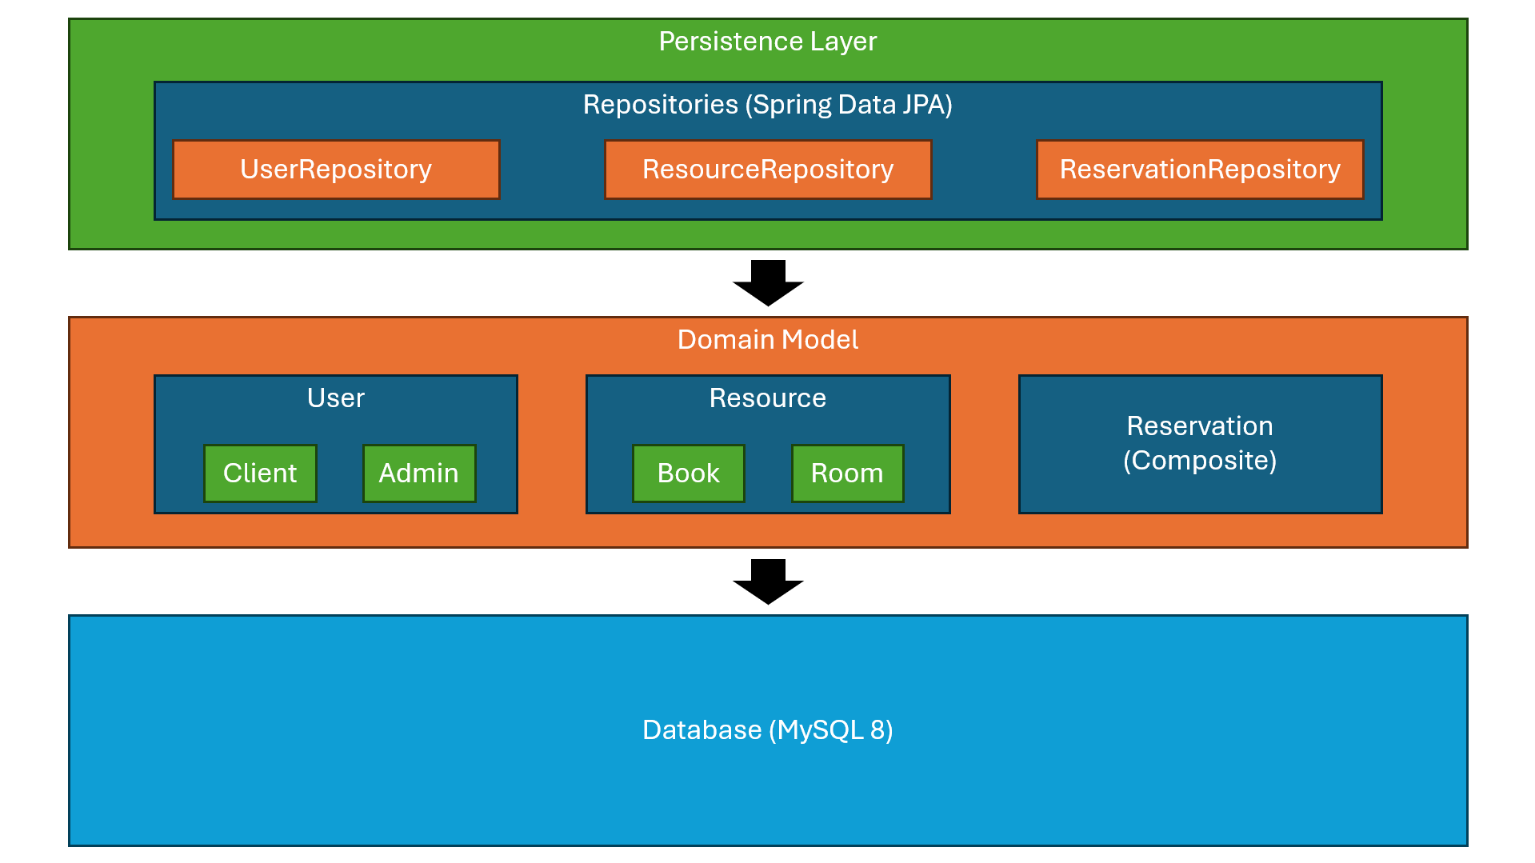 Persistence Layer
Repositories (Spring Data JPA)
UserRepository
ResourceRepository
ReservationRepository
Domain Model
User
Client
Admin
Resource
Book
Room
Reservation
(Composite)
Database (MySQL 8)